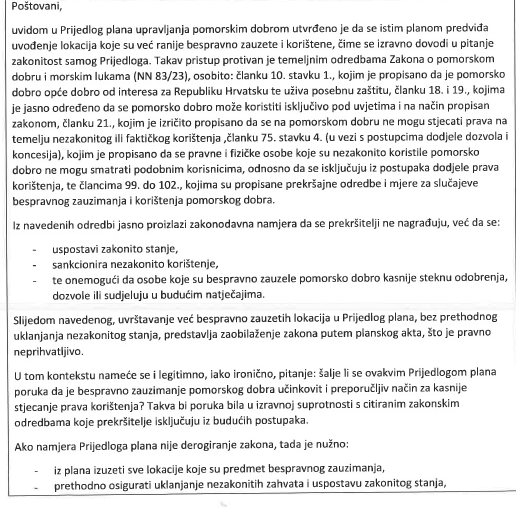 Poštovani,
uvidom u Prijedlog plana upravljanja pomorskim dobrom utvrđeno je da se istim planom predviđa
uvođenje lokacija koje su već ranije bespravno zauzete i korištene, čime se izravno dovodi u pitanje
zakonitost samog Prijedloga. Takav pristup protivan je temeljnim odredbama Zakona o pomorskom
dobru i morskim lukama (NN 83/23), osobito: članku 10. stavku 1., kojim je propisano da je pomorsko
dobro opće dobro od interesa za Republiku Hrvatsku te uživa posebnu zaštitu, članku 18. i 19., kojima
je jasno određeno da se pomorsko dobro može koristiti isključivo pod uvjetima i na način propisan
zakonom, članku 21., kojim je izričito propisano da se na pomorskom dobru ne mogu stjecati prava na
temelju nezakonitog ili faktičkog korištenja ,članku 75. stavku 4. (u vezi s postupcima dodjele dozvola i
koncesija), kojim je propisano da se pravne i fizičke osobe koje su nezakonito koristile pomorsko
dobro ne mogu smatrati podobnim korisnicima, odnosno da se isključuju iz postupaka dodjele prava
korištenja, te člancima 99. do 102., kojima su propisane prekršajne odredbe i mjere za slučajeve
bespravnog zauzimanja i korištenja pomorskog dobra.
Iz navedenih odredbi jasno proizlazi zakonodavna namjera da se prekršitelji ne nagrađuju, već da se:
- uspostavi zakonito stanje,
- sankcionira nezakonito korištenje,
- te onemogući da osobe koje su bespravno zauzele pomorsko dobro kasnije steknu odobrenja,
dozvole ili sudjeluju u budućim natječajima.
Slijedom navedenog, uvrštavanje već bespravno zauzetih lokacija u Prijedlog plana, bez prethodnog
uklanjanja nezakonitog stanja, predstavlja zaobilaženje zakona putem planskog akta, što je pravno
neprihvatljivo.
U tom kontekstu nameće se i legitimno, iako ironično, pitanje: šalje li se ovakvim Prijedlogom plana
poruka da je bespravno zauzimanje pomorskog dobra učinkovit i preporučljiv način za kasnije
stjecanje prava korištenja? Takva bi poruka bila u izravnoj suprotnosti s citiranim zakonskim
odredbama koje prekršitelje isključuju iz budućih postupaka.
Ako namjera Prijedloga plana nije derogiranje zakona, tada je nužno:
- iz plana izuzeti sve lokacije koje su predmet bespravnog zauzimanja,
- prethodno osigurati uklanjanje nezakonitih zahvata i uspostavu zakonitog stanja,